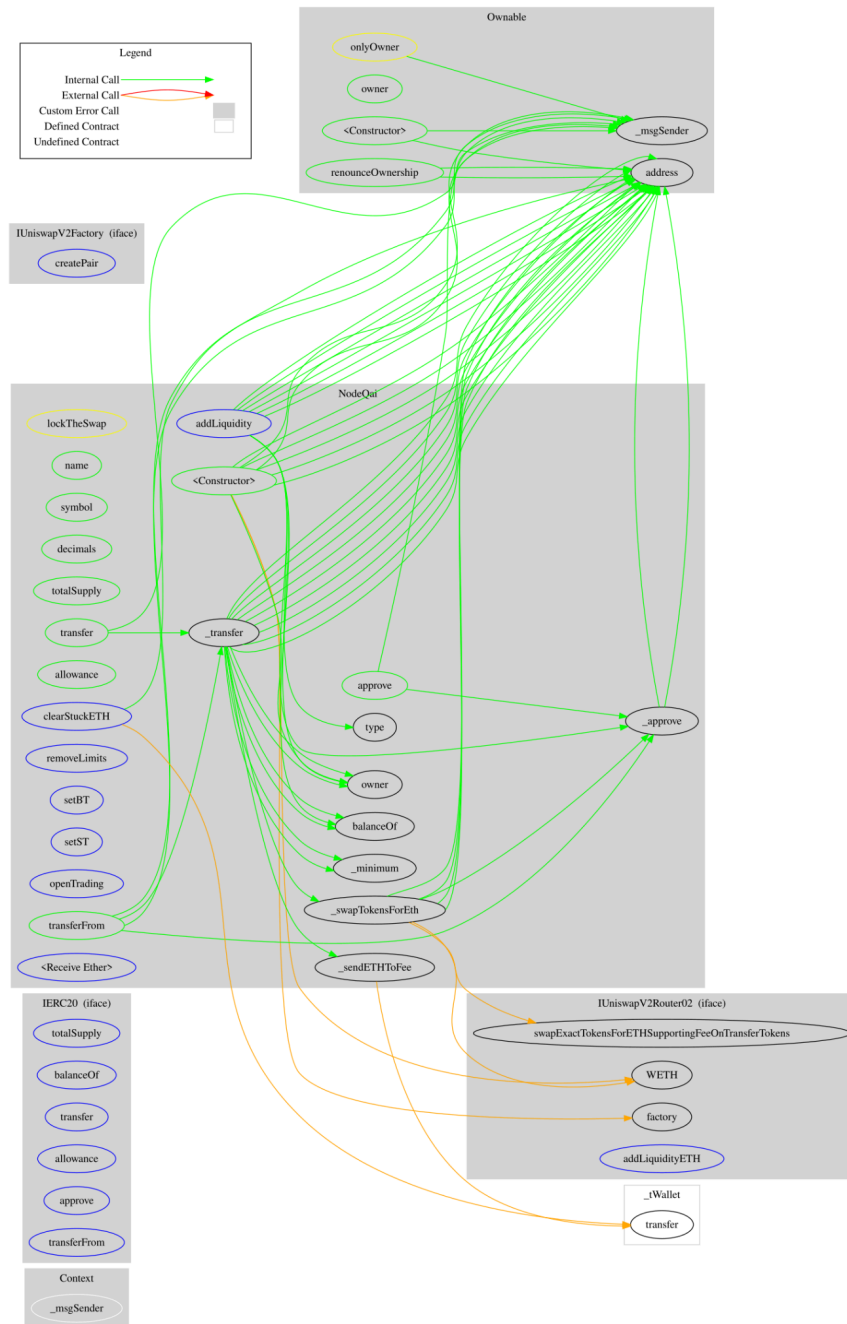 Ownable
onlyOwner
owner
<Constructor>
renounceOwnership
_msgSender
address
Legend
Internal Call
External Call
Custom Error Call
Defined Contract
Undefined Contract
IUniswapV2Factory (iface)
createPair
NodeQai
lockTheSwap
name
symbol
decimals
totalSupply
transfer
allowance
clearStuckETH
removeLimits
setBT
setST
openTrading
transferFrom
<Receive Ether>
addLiquidity
<Constructor>
_transfer
approve
type
owner
balanceOf
_minimum
_swapTokensForEth
_sendETHToFee
_approve
IERC20 (iface)
totalSupply
balanceOf
transfer
allowance
approve
transferFrom
IUniswapV2Router02 (iface)
swapExactTokensForETHSupportingFeeOnTransferTokens
WETH
factory
addLiquidityETH
_tWallet
transfer
Context
_msgSender